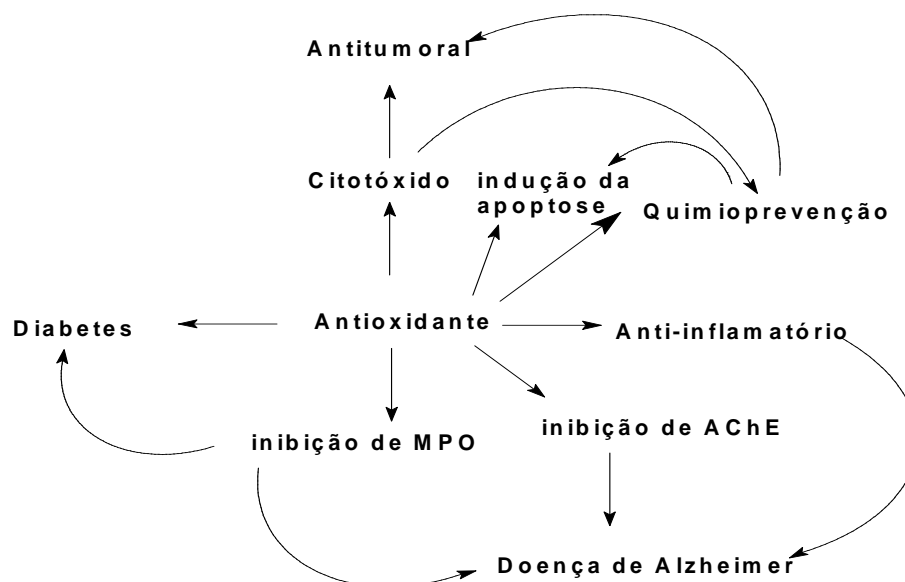 Antitumoral
Citotóxido
indução da
apoptose
Quimioprevenção
Diabetes
Antioxidante
Anti-inflamatório
inibição de MPO
inibição de AChE
Doença de Alzheimer